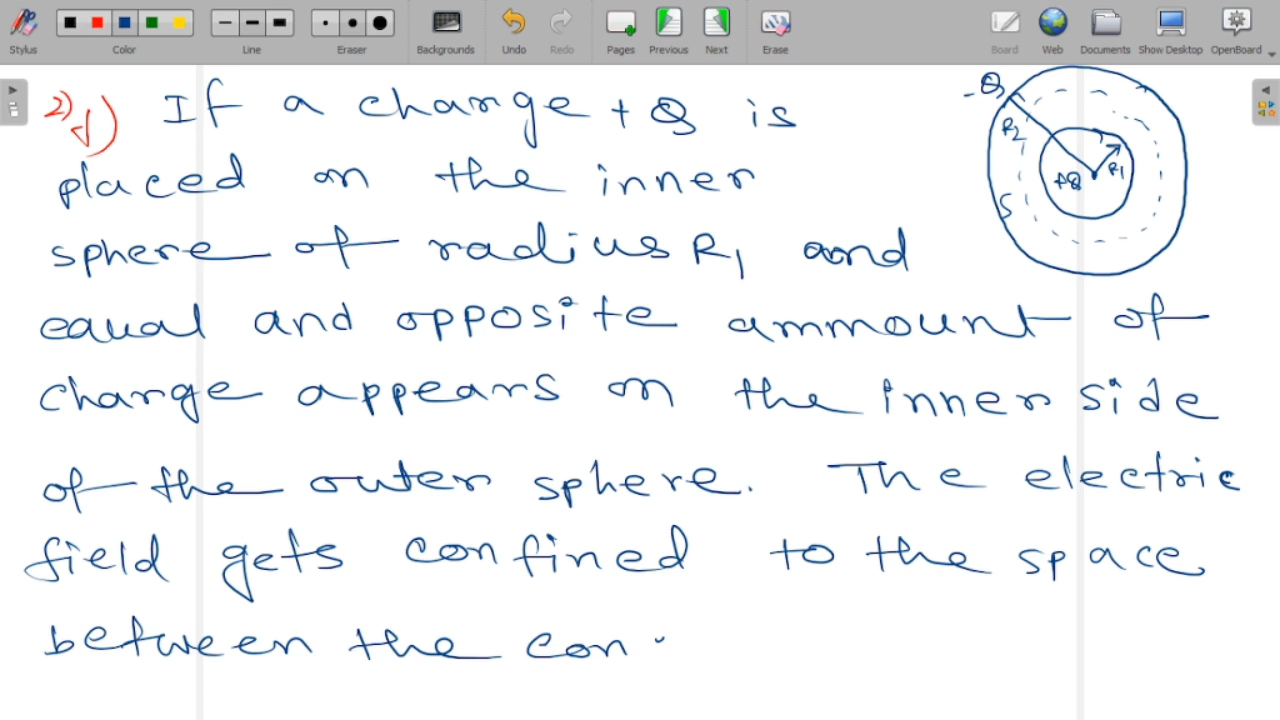 Stylus Color Line Eraser Backgrounds Undo Redo Pages Previous Next Erase Board Web Documents Show Desktop OpenBoard
2) i) If a charge +Q is
placed on the inner
sphere of radius R1 and
equal and opposite ammount of
charge appears on the inner side
of the outer sphere. The electric
field gets confined to the space
between the con
-Q
R2
+Q R1
S